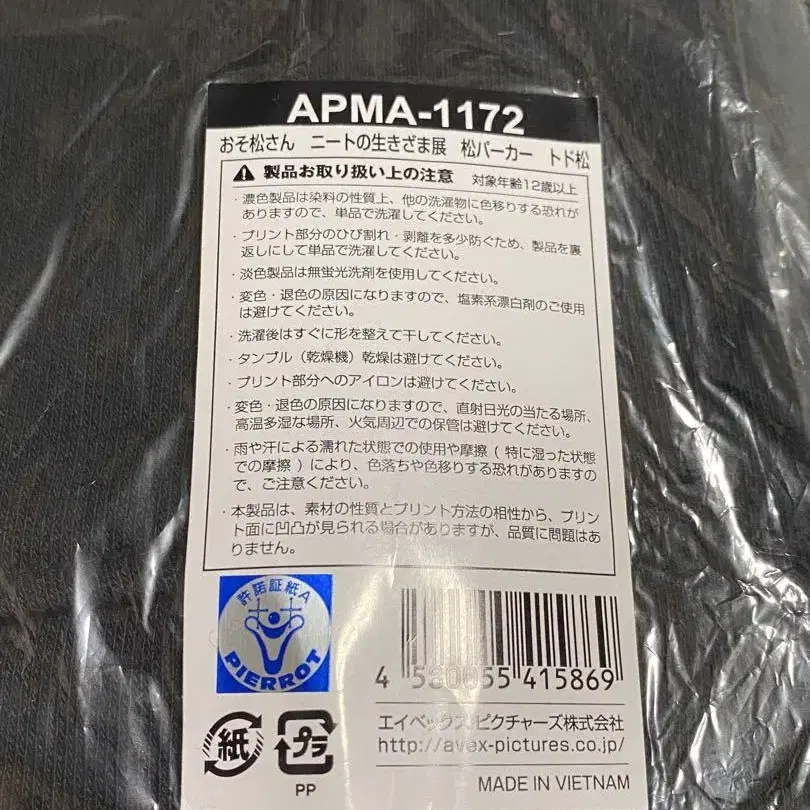 APMA-1172
おそ松さん ニートの生きざま展 松パーカー トド松
製品お取り扱い上の注意 対象年齢12歳以上
・濃色製品は染料の性質上、他の洗濯物に色移りする恐れが
ありますので、単品で洗濯してください。
・プリント部分のひび割れ・剥離を多少防ぐため、製品を裏
返しにして単品で洗濯してください。
・淡色製品は無蛍光洗剤を使用してください。
・変色・退色の原因になりますので、塩素系漂白剤のご使用
は避けてください。
・洗濯後はすぐに形を整えて干してください。
・タンブル（乾燥機）乾燥は避けてください。
・プリント部分へのアイロンは避けてください。
・変色・退色の原因になりますので、直射日光の当たる場所、
高温多湿な場所、火気周辺での保管は避けてください。
・雨や汗による濡れた状態での使用や摩擦（特に湿った状態
での摩擦）により、色落ちや色移りする恐れがありますの
で、ご注意ください。
・本製品は、素材の性質とプリント方法の相性から、プリン
ト面に凹凸が見られる場合がありますが、品質に問題はあ
りません。
許諾証紙A
PIERROT
4 580055 415869
紙
プラ
PP
エイベックス・ピクチャーズ株式会社
http://avex-pictures.co.jp/
MADE IN VIETNAM